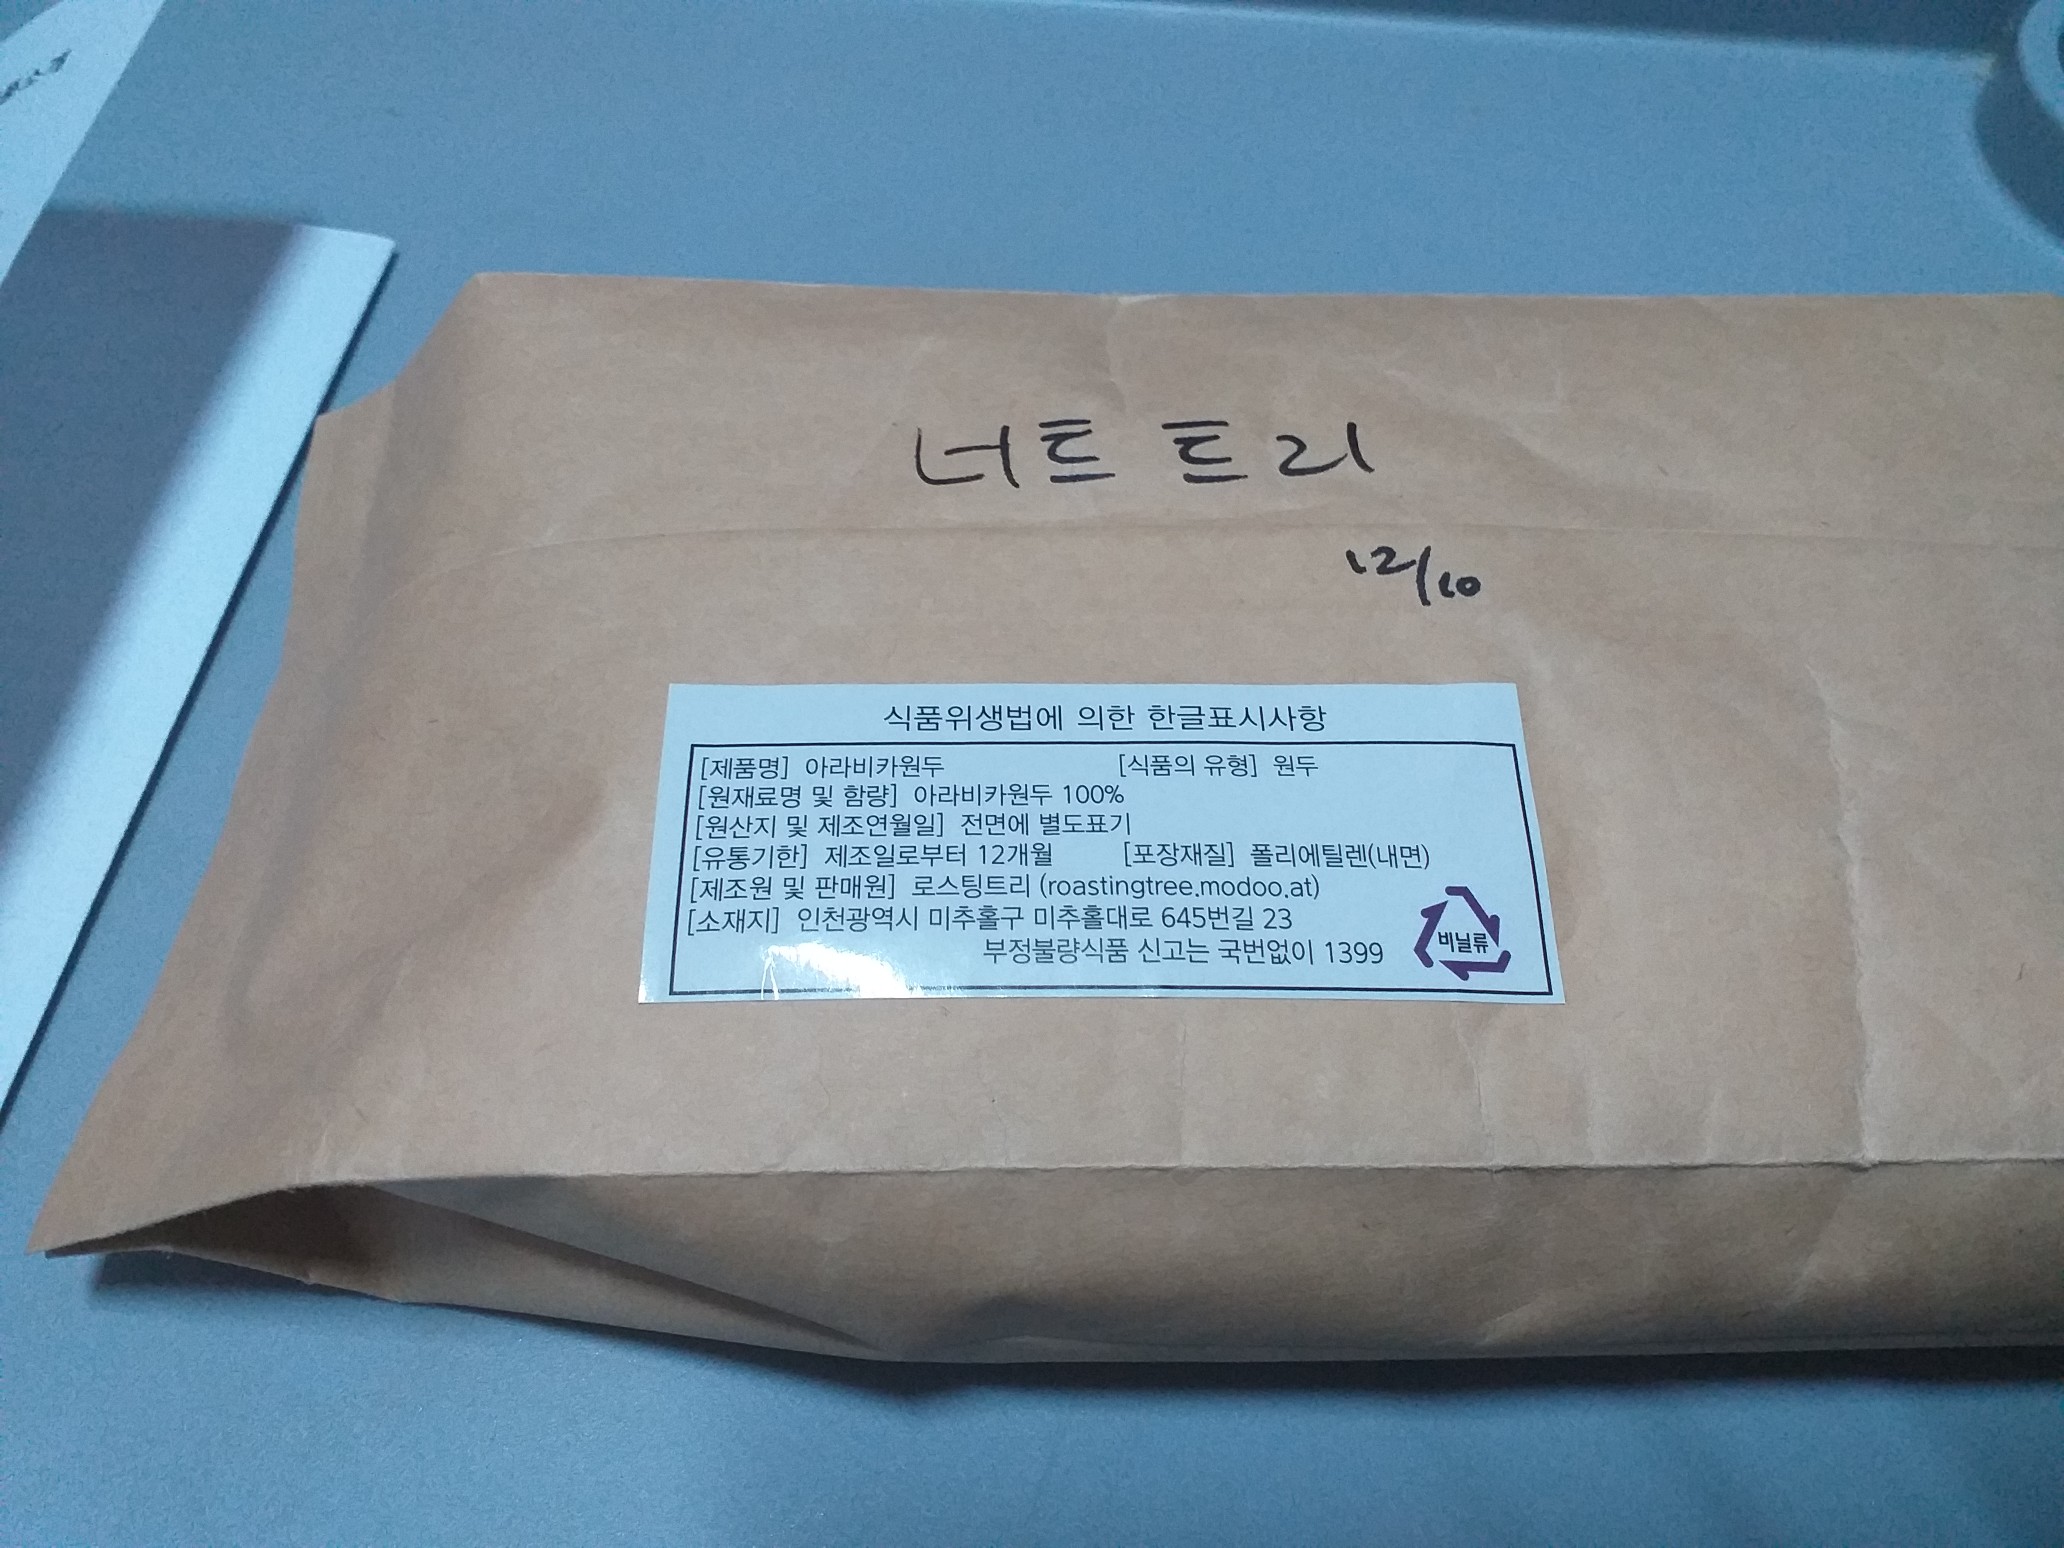 너트 트리
12/10
식품위생법에 의한 한글표시사항
[제품명] 아라비카원두 [식품의 유형] 원두
[원재료명 및 함량] 아라비카원두 100%
[원산지 및 제조연월일] 전면에 별도표기
[유통기한] 제조일로부터 12개월 [포장재질] 폴리에틸렌(내면)
[제조원 및 판매원] 로스팅트리 (roastingtree.modoo.at)
[소재지] 인천광역시 미추홀구 미추홀대로 645번길 23
부정불량식품 신고는 국번없이 1399
비닐류